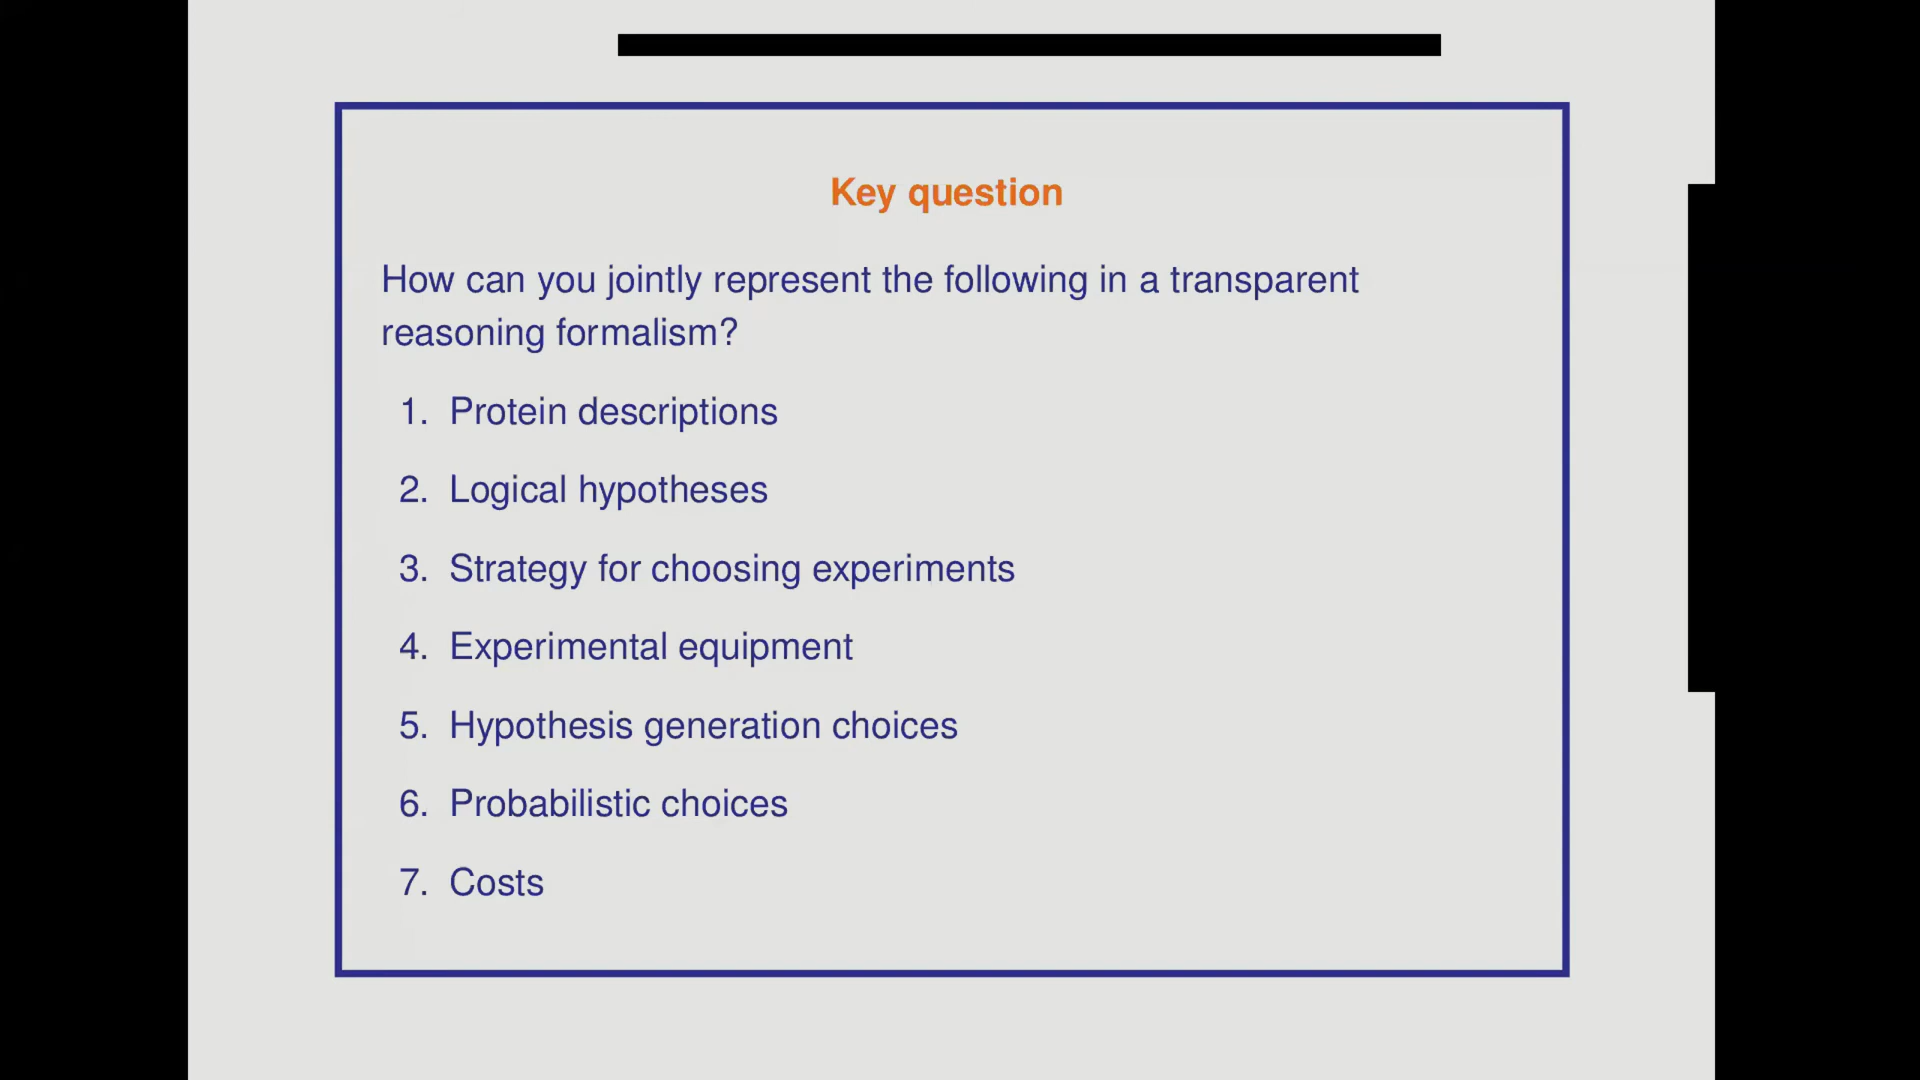 Key question
How can you jointly represent the following in a transparent
reasoning formalism?
1. Protein descriptions
2. Logical hypotheses
3. Strategy for choosing experiments
4. Experimental equipment
5. Hypothesis generation choices
6. Probabilistic choices
7. Costs